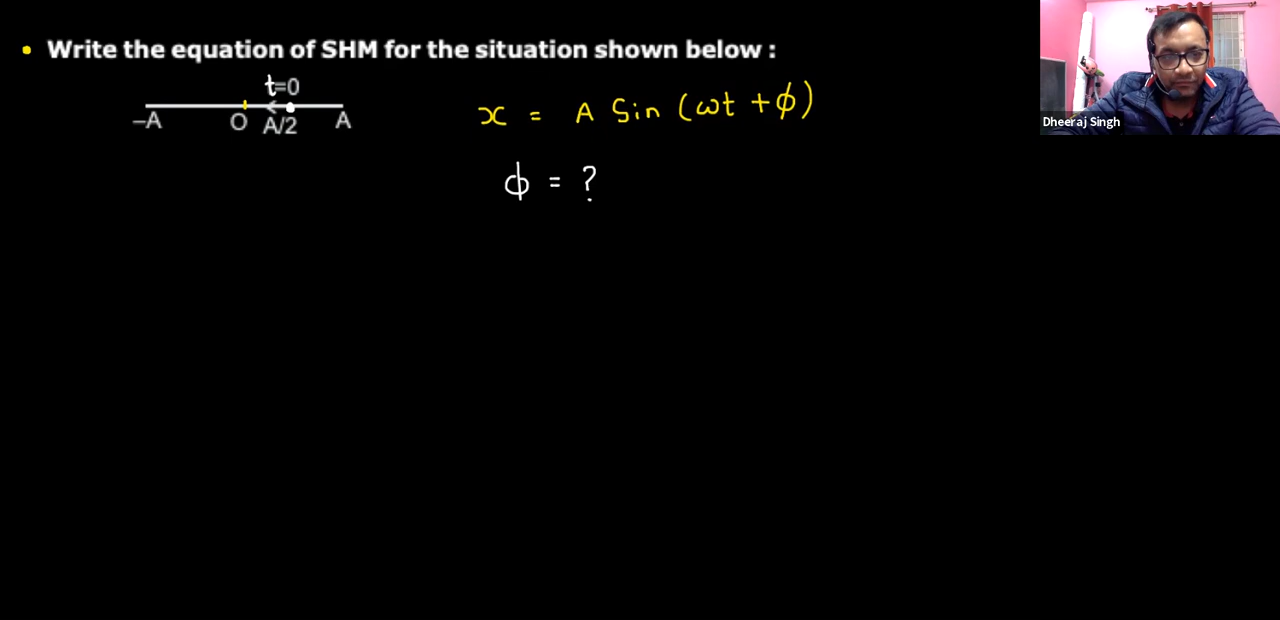 • Write the equation of SHM for the situation shown below :
t=0
–A O A/2 A
x = A Sin (ωt + ϕ)
ϕ = ?
Dheeraj Singh